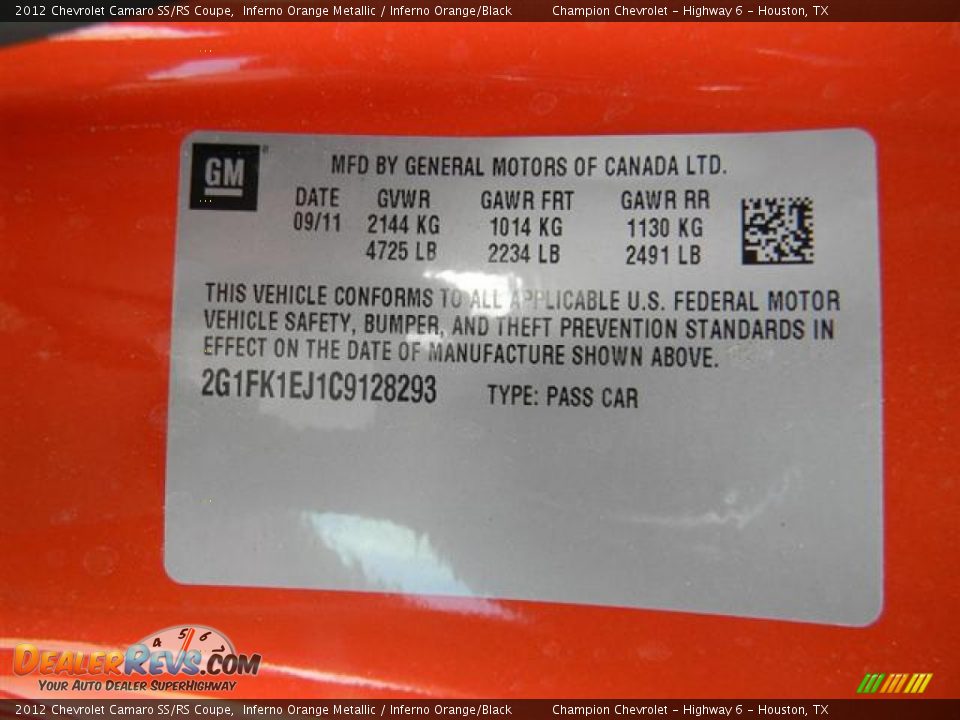 2012 Chevrolet Camaro SS/RS Coupe, Inferno Orange Metallic / Inferno Orange/Black Champion Chevrolet - Highway 6 - Houston, TX
GM
MFD BY GENERAL MOTORS OF CANADA LTD.
DATE GVWR GAWR FRT GAWR RR
09/11 2144 KG 1014 KG 1130 KG
4725 LB 2234 LB 2491 LB
THIS VEHICLE CONFORMS TO ALL APPLICABLE U.S. FEDERAL MOTOR
VEHICLE SAFETY, BUMPER, AND THEFT PREVENTION STANDARDS IN
EFFECT ON THE DATE OF MANUFACTURE SHOWN ABOVE.
2G1FK1EJ1C9128293 TYPE: PASS CAR
4 5 6
DEALERREVS.COM
YOUR AUTO DEALER SUPERHIGHWAY
2012 Chevrolet Camaro SS/RS Coupe, Inferno Orange Metallic / Inferno Orange/Black Champion Chevrolet - Highway 6 - Houston, TX